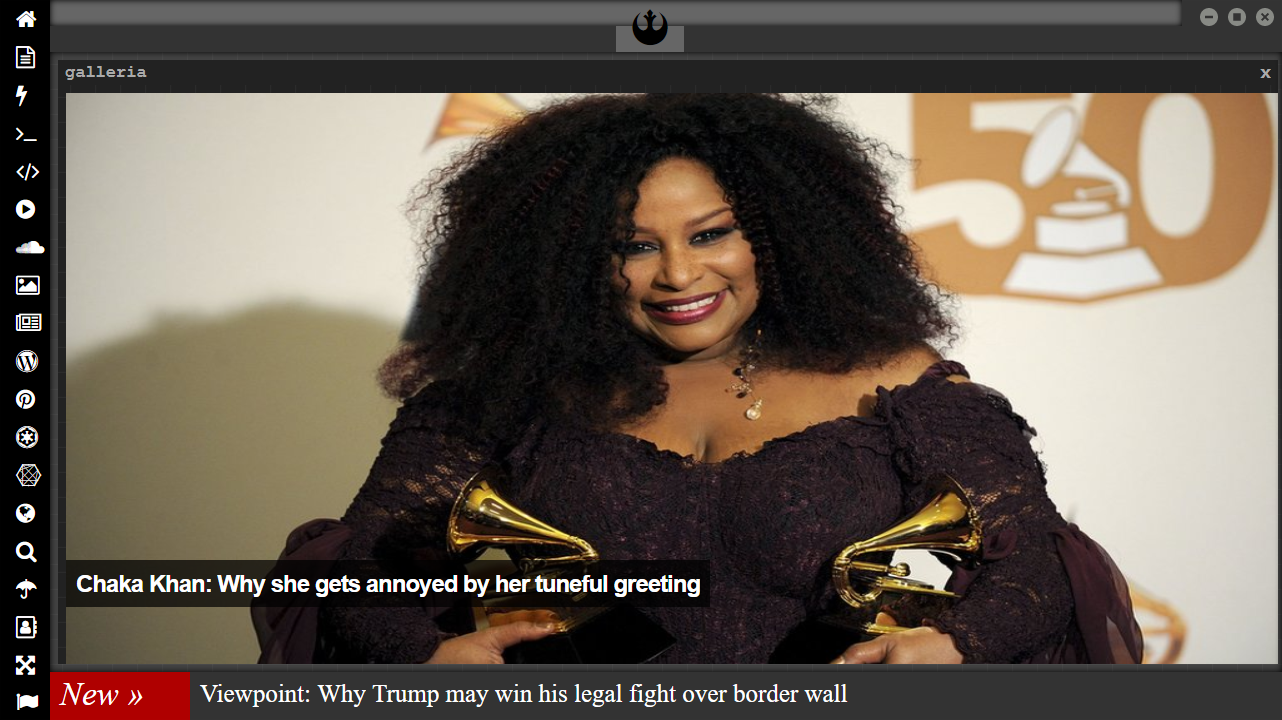 galleria
x
50
Chaka Khan: Why she gets annoyed by her tuneful greeting
New »
Viewpoint: Why Trump may win his legal fight over border wall